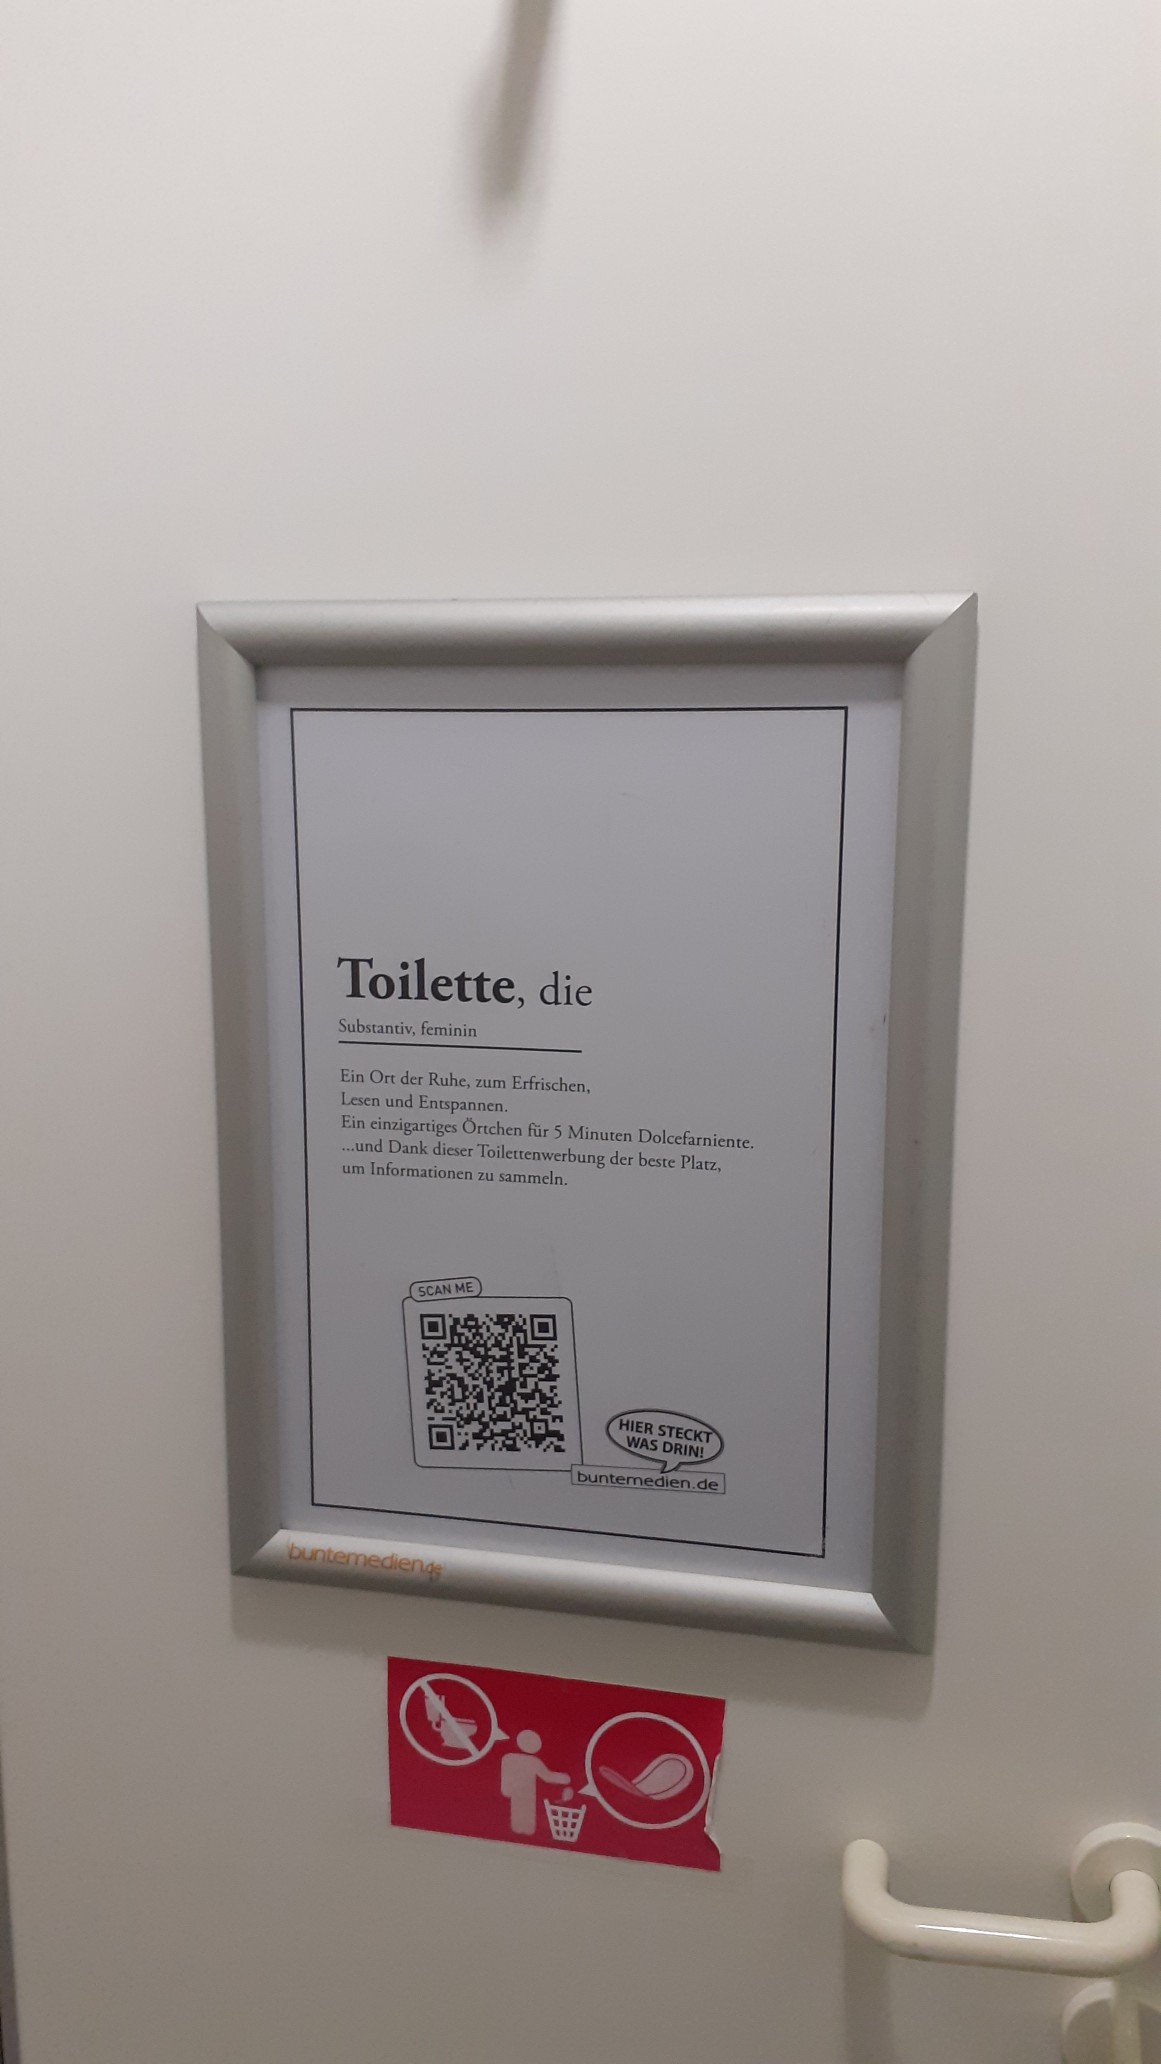 Toilette, die
Substantiv, feminin
Ein Ort der Ruhe, zum Erfrischen,
Lesen und Entspannen.
Ein einzigartiges Örtchen für 5 Minuten Dolcefarniente.
...und Dank dieser Toilettenwerbung der beste Platz,
um Informationen zu sammeln.
SCAN ME
HIER STECKT
WAS DRIN!
buntemedien.de
buntemedien.de